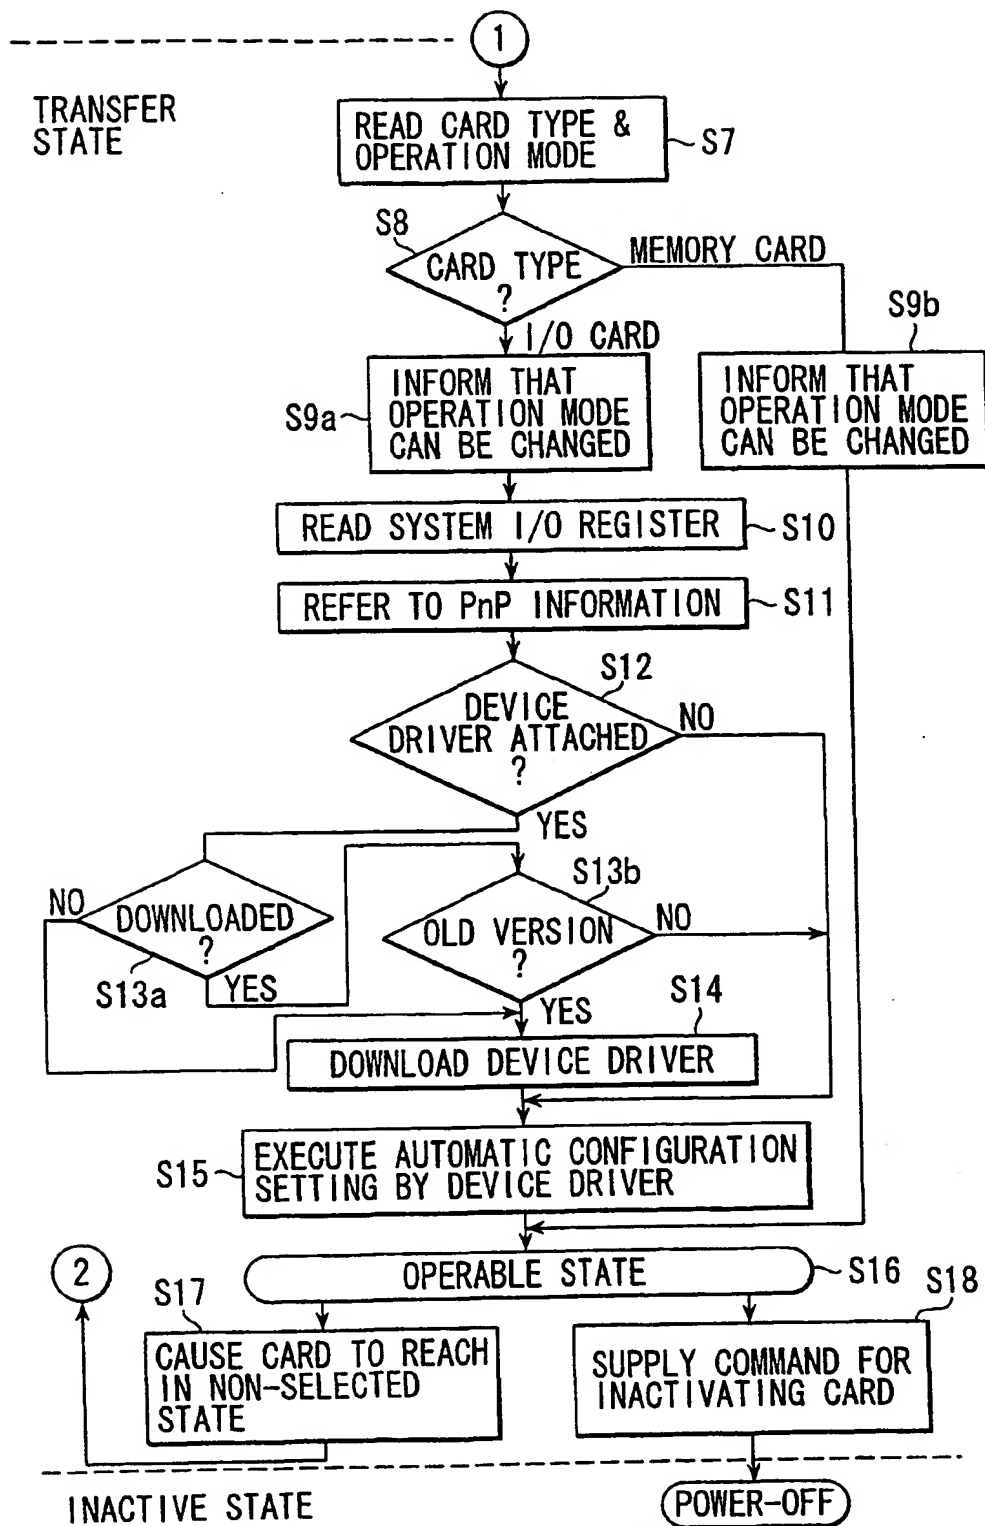 1
TRANSFER
STATE
READ CARD TYPE &
OPERATION MODE
S7
S8
CARD TYPE
?
MEMORY CARD
I/O CARD
S9b
S9a
INFORM THAT
OPERATION MODE
CAN BE CHANGED
INFORM THAT
OPERATION MODE
CAN BE CHANGED
READ SYSTEM I/O REGISTER
S10
REFER TO PnP INFORMATION
S11
S12
DEVICE
DRIVER ATTACHED
?
NO
YES
S13b
NO
DOWNLOADED
?
OLD VERSION
?
NO
S13a
YES
YES
S14
DOWNLOAD DEVICE DRIVER
S15
EXECUTE AUTOMATIC CONFIGURATION
SETTING BY DEVICE DRIVER
2
OPERABLE STATE
S16
S17
S18
CAUSE CARD TO REACH
IN NON-SELECTED
STATE
SUPPLY COMMAND FOR
INACTIVATING CARD
INACTIVE STATE
POWER-OFF